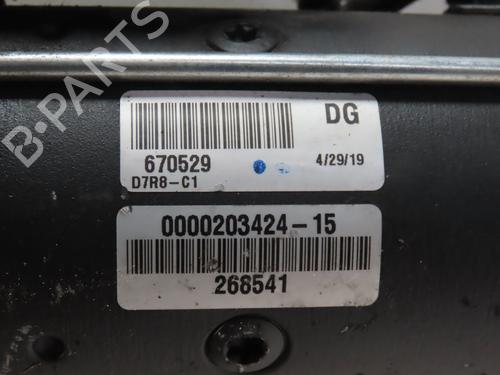 B-PARTS
DG
670529
4/29/19
D7R8-C1
0000203424-15
268541